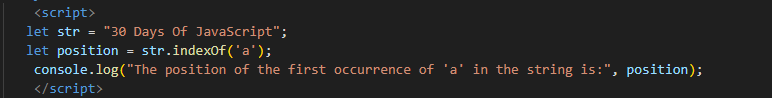 <script>
let str = "30 Days Of JavaScript";
let position = str.indexOf('a');
console.log("The position of the first occurrence of 'a' in the string is:", position);
</script>